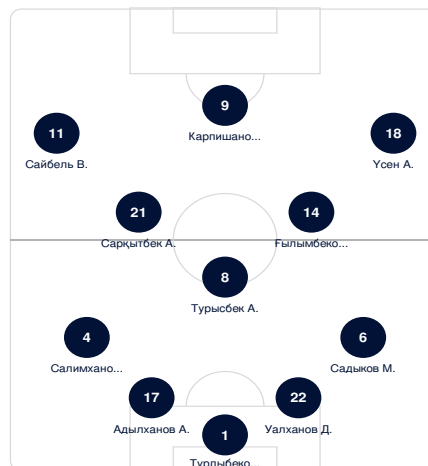 9
Карпишано...
11
Сайбель В.
18
Үсен А.
21
Сарқытбек А.
14
Ғылымбеко...
8
Турысбек А.
4
Салимхано...
6
Садыков М.
17
Адылханов А.
22
Уалханов Д.
1
Турлыбеко...